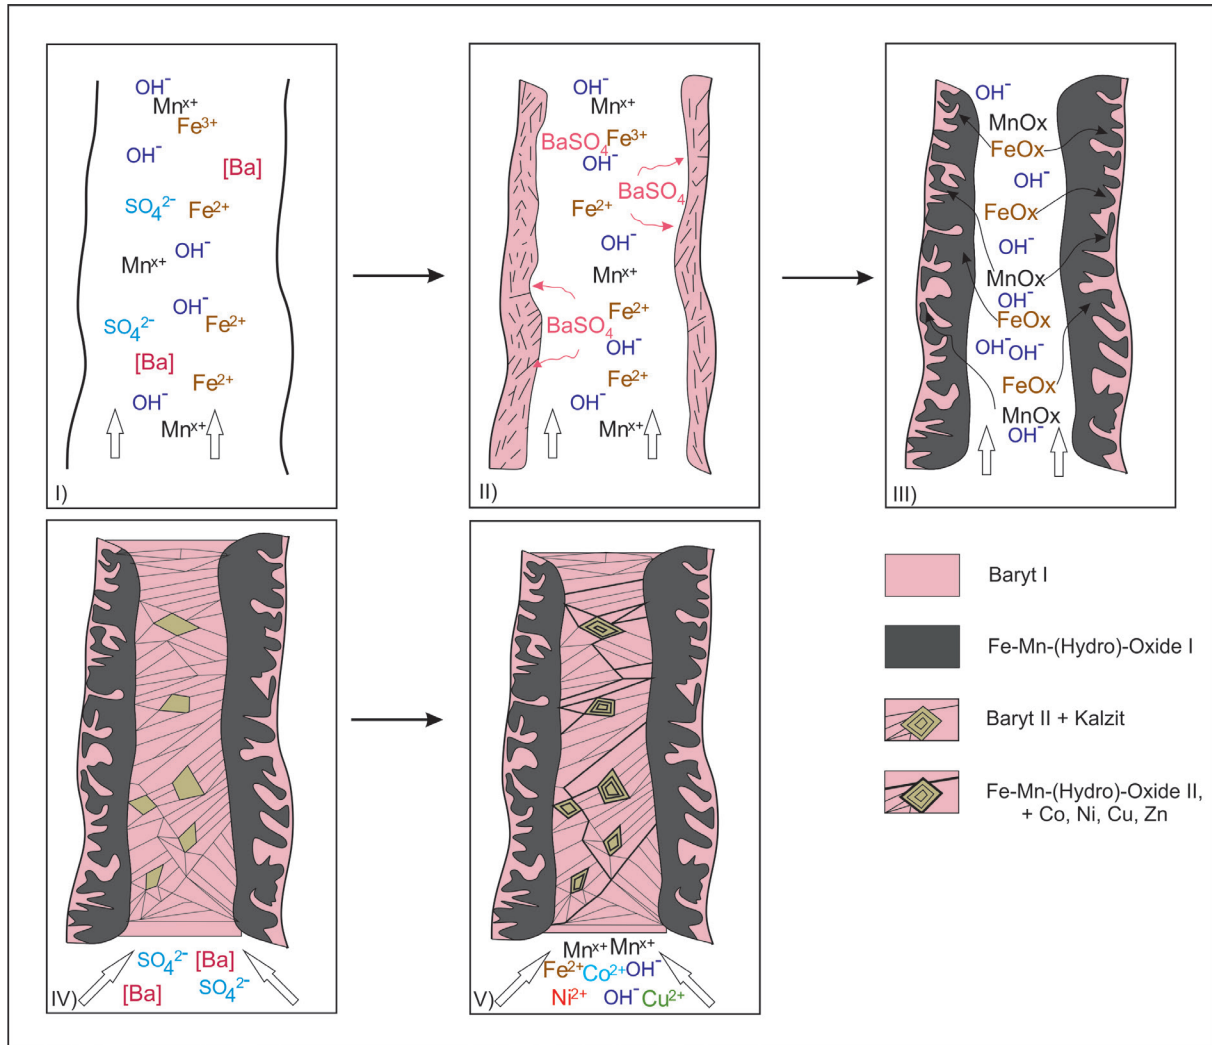 OH⁻
Mnˣ⁺
Fe³⁺
OH⁻
[Ba]
SO₄²⁻ Fe²⁺
OH⁻
Mnˣ⁺
OH⁻
SO₄²⁻ Fe²⁺
[Ba]
Fe²⁺
OH⁻
Mnˣ⁺
I)
OH⁻
Mnˣ⁺
BaSO₄ Fe³⁺
OH⁻
BaSO₄
Fe²⁺
OH⁻
Mnˣ⁺
Fe²⁺
BaSO₄
OH⁻
Fe²⁺
OH⁻
Mnˣ⁺
II)
OH⁻
MnOx
FeOx
OH⁻
FeOx
OH⁻
MnOx
OH⁻
FeOx
OH⁻OH⁻
FeOx
MnOx
OH⁻
III)
SO₄²⁻ [Ba]
[Ba] SO₄²⁻
IV)
Mnˣ⁺Mnˣ⁺
Fe²⁺Co²⁺OH⁻
Ni²⁺ OH⁻Cu²⁺
V)
Baryt I
Fe-Mn-(Hydro)-Oxide I
Baryt II + Kalzit
Fe-Mn-(Hydro)-Oxide II,
+ Co, Ni, Cu, Zn